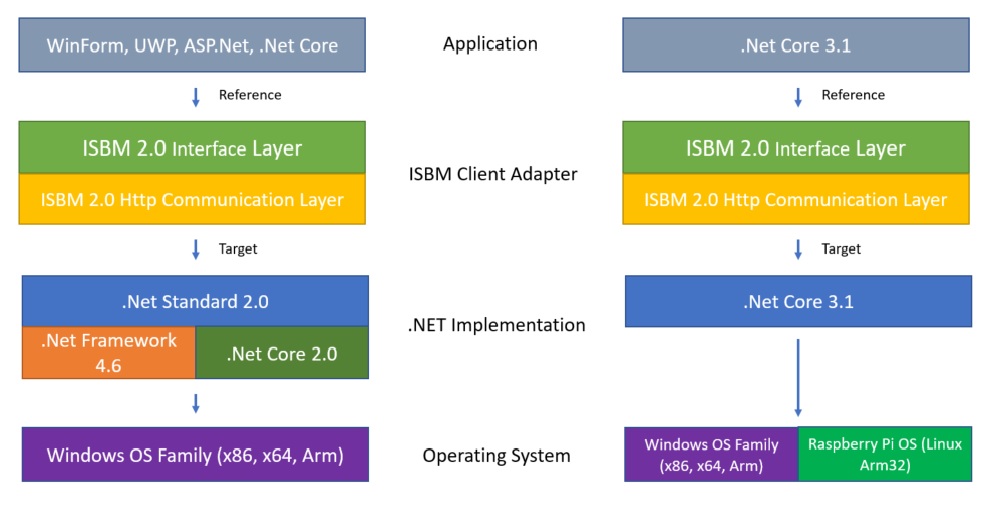 WinForm, UWP, ASP.Net, .Net Core
Application
.Net Core 3.1
Reference
Reference
ISBM 2.0 Interface Layer
ISBM 2.0 Interface Layer
ISBM Client Adapter
ISBM 2.0 Http Communication Layer
ISBM 2.0 Http Communication Layer
Target
Target
.Net Standard 2.0
.Net Core 3.1
.NET Implementation
.Net Framework
4.6
.Net Core 2.0
Windows OS Family (x86, x64, Arm)
Operating System
Windows OS Family
(x86, x64, Arm)
Raspberry Pi OS (Linux
Arm32)